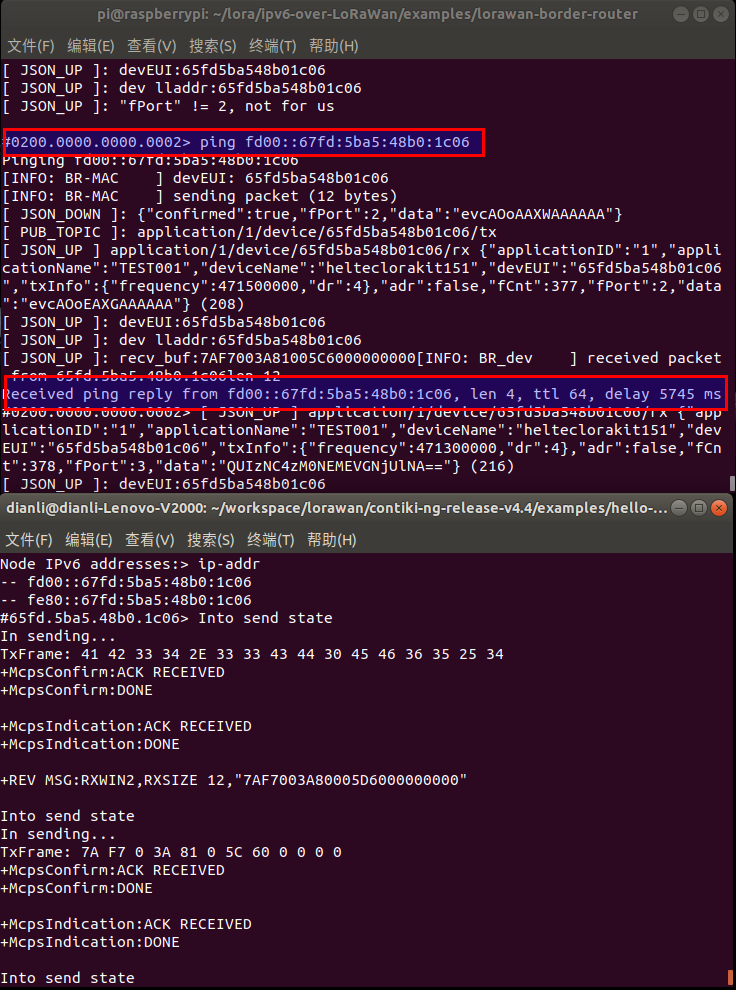 pi@raspberrypi: ~/lora/ipv6-over-LoRaWan/examples/lorawan-border-router
文件(F) 编辑(E) 查看(V) 搜索(S) 终端(T) 帮助(H)
[ JSON_UP ]: devEUI:65fd5ba548b01c06
[ JSON_UP ]: dev lladdr:65fd5ba548b01c06
[ JSON_UP ]: "fPort" != 2, not for us
#0200.0000.0000.0002> ping fd00::67fd:5ba5:48b0:1c06
Pinging fd00::67fd:5ba5:48b0:1c06
[INFO: BR-MAC    ] devEUI: 65fd5ba548b01c06
[INFO: BR-MAC    ] sending packet (12 bytes)
[ JSON_DOWN ]: {"confirmed":true,"fPort":2,"data":"evcAOoAAXWAAAAAA"}
[ PUB_TOPIC ]: application/1/device/65fd5ba548b01c06/tx
[ JSON_UP ] application/1/device/65fd5ba548b01c06/rx {"applicationID":"1","appli
cationName":"TEST001","deviceName":"helteclorakit151","devEUI":"65fd5ba548b01c06
","txInfo":{"frequency":471500000,"dr":4},"adr":false,"fCnt":377,"fPort":2,"data
":"evcAOoEAXGAAAAAA"} (208)
[ JSON_UP ]: devEUI:65fd5ba548b01c06
[ JSON_UP ]: dev lladdr:65fd5ba548b01c06
[ JSON_UP ]: recv_buf:7AF7003A81005C6000000000[INFO: BR_dev    ] received packet
 from 65fd.5ba5.48b0.1c06len 12
Received ping reply from fd00::67fd:5ba5:48b0:1c06, len 4, ttl 64, delay 5745 ms
#0200.0000.0000.0002> [ JSON_UP ] application/1/device/65fd5ba548b01c06/rx {"app
licationID":"1","applicationName":"TEST001","deviceName":"helteclorakit151","dev
EUI":"65fd5ba548b01c06","txInfo":{"frequency":471300000,"dr":4},"adr":false,"fCn
t":378,"fPort":3,"data":"QUIzNC4zM0NEMEVGNjUlNA=="} (216)
[ JSON_UP ]: devEUI:65fd5ba548b01c06
dianli@dianli-Lenovo-V2000: ~/workspace/lorawan/contiki-ng-release-v4.4/examples/hello-...
文件(F) 编辑(E) 查看(V) 搜索(S) 终端(T) 帮助(H)
Node IPv6 addresses:> ip-addr
-- fd00::67fd:5ba5:48b0:1c06
-- fe80::67fd:5ba5:48b0:1c06
#65fd.5ba5.48b0.1c06> Into send state
In sending...
TxFrame: 41 42 33 34 2E 33 33 43 44 30 45 46 36 35 25 34
+McpsConfirm:ACK RECEIVED
+McpsConfirm:DONE
+McpsIndication:ACK RECEIVED
+McpsIndication:DONE
+REV MSG:RXWIN2,RXSIZE 12,"7AF7003A80005D6000000000"
Into send state
In sending...
TxFrame: 7A F7 0 3A 81 0 5C 60 0 0 0 0
+McpsConfirm:ACK RECEIVED
+McpsConfirm:DONE
+McpsIndication:ACK RECEIVED
+McpsIndication:DONE
Into send state